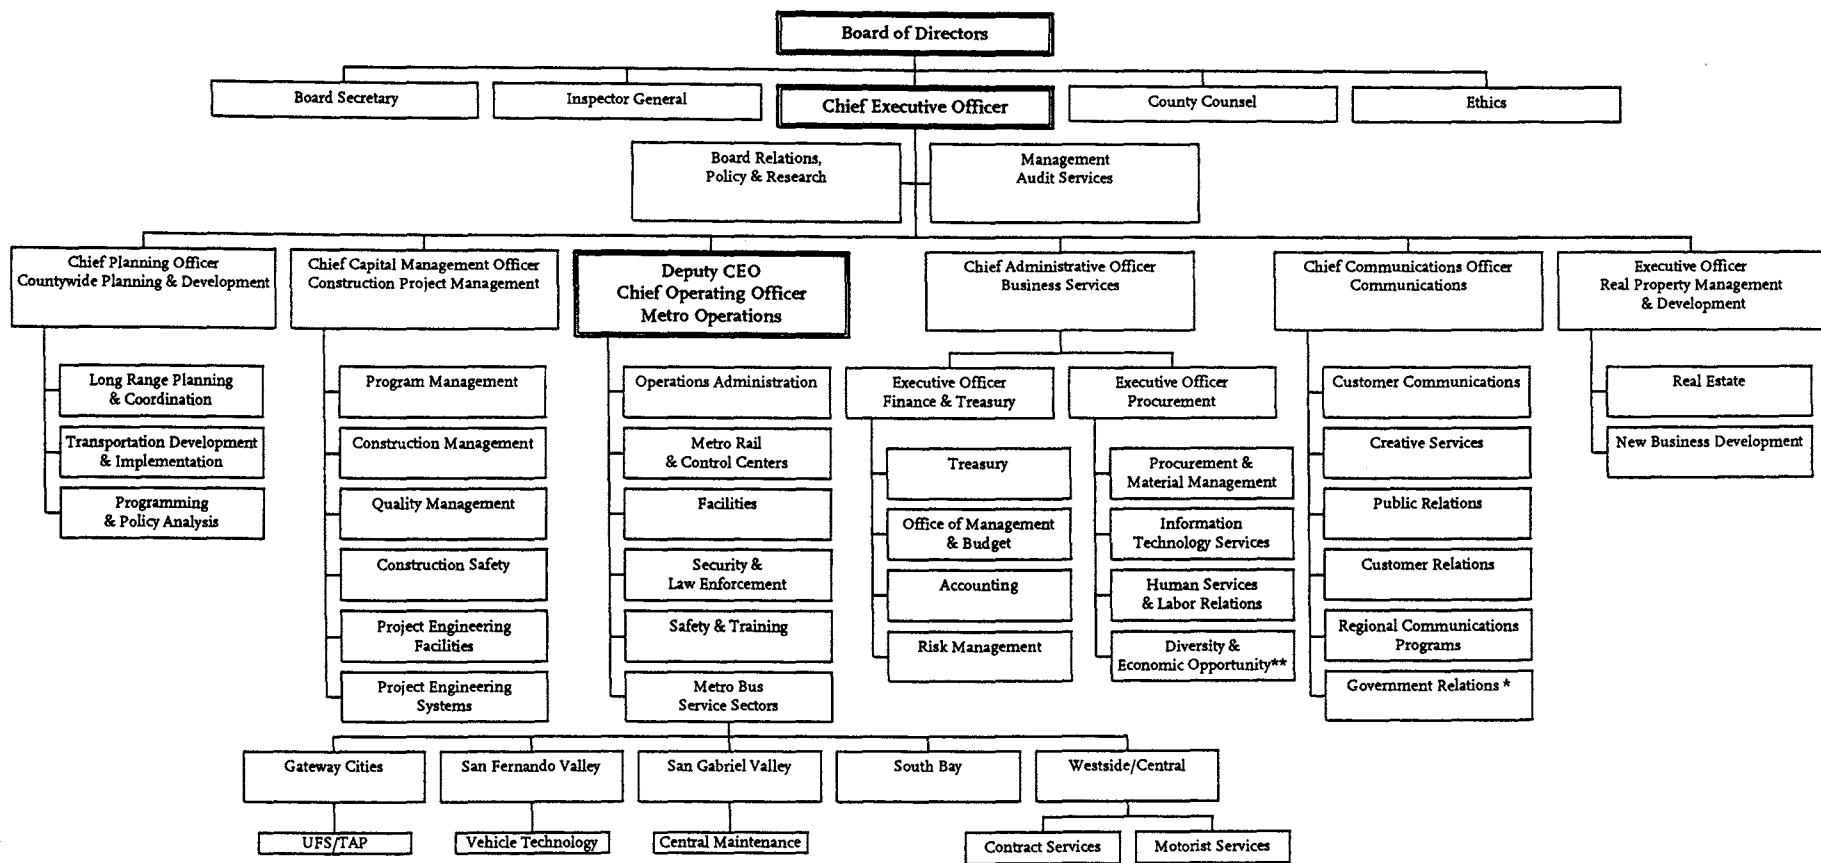 Board of Directors
Board Secretary
Inspector General
Chief Executive Officer
County Counsel
Ethics
Board Relations,
Policy & Research
Management
Audit Services
Chief Planning Officer
Countywide Planning & Development
Chief Capital Management Officer
Construction Project Management
Deputy CEO
Chief Operating Officer
Metro Operations
Chief Administrative Officer
Business Services
Chief Communications Officer
Communications
Executive Officer
Real Property Management
& Development
Long Range Planning
& Coordination
Transportation Development
& Implementation
Programming
& Policy Analysis
Program Management
Construction Management
Quality Management
Construction Safety
Project Engineering
Facilities
Project Engineering
Systems
Operations Administration
Metro Rail
& Control Centers
Facilities
Security &
Law Enforcement
Safety & Training
Metro Bus
Service Sectors
Executive Officer
Finance & Treasury
Treasury
Office of Management
& Budget
Accounting
Risk Management
Executive Officer
Procurement
Procurement &
Material Management
Information
Technology Services
Human Services
& Labor Relations
Diversity &
Economic Opportunity**
Customer Communications
Creative Services
Public Relations
Customer Relations
Regional Communications
Programs
Government Relations *
Real Estate
New Business Development
Gateway Cities
San Fernando Valley
San Gabriel Valley
South Bay
Westside/Central
UFS/TAP
Vehicle Technology
Central Maintenance
Contract Services
Motorist Services